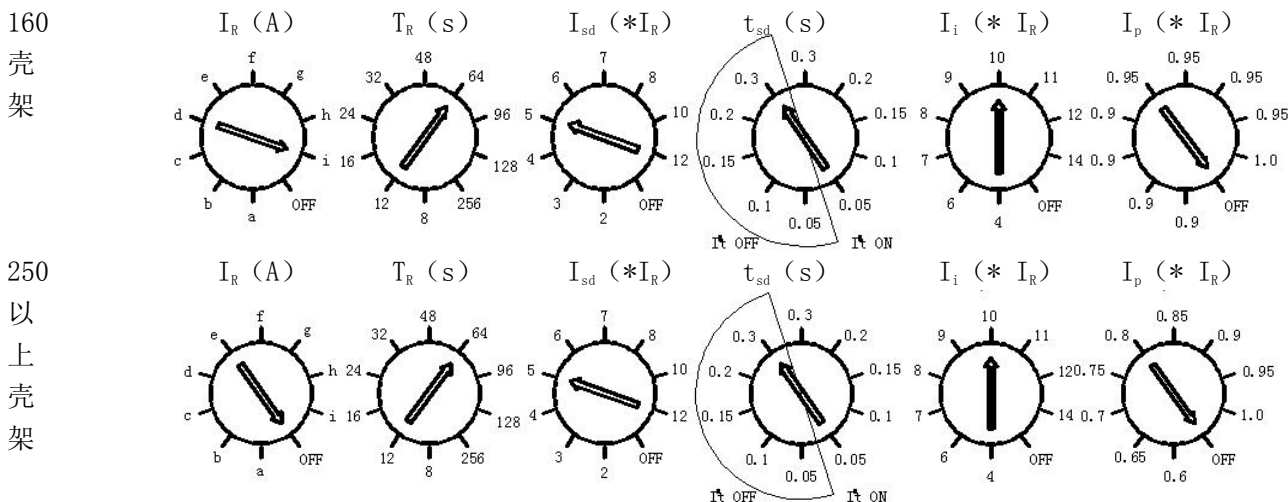 160 壳 架
I_R (A) T_R (s) I_sd (*I_R) t_sd (s) I_i (* I_R) I_p (* I_R)
f 48 7 0.3 10 0.95
e g 32 64 6 8 0.3 0.2 9 11 0.95 0.95
d h 24 96 5 10 0.2 0.15 8 12 0.9 0.95
c i 16 128 4 12 0.15 0.1 7 14 0.9 1.0
b OFF 12 256 3 OFF 0.1 0.05 6 OFF 0.9 OFF
a 8 2 0.05 4 0.9
It OFF It ON
250 以 上 壳 架
I_R (A) T_R (s) I_sd (*I_R) t_sd (s) I_i (* I_R) I_p (* I_R)
f 48 7 0.3 10 0.85
e g 32 64 6 8 0.3 0.2 9 11 0.8 0.9
d h 24 96 5 10 0.2 0.15 8 12 0.75 0.95
c i 16 128 4 12 0.15 0.1 7 14 0.7 1.0
b OFF 12 256 3 OFF 0.1 0.05 6 OFF 0.65 OFF
a 8 2 0.05 4 0.6
It OFF It ON